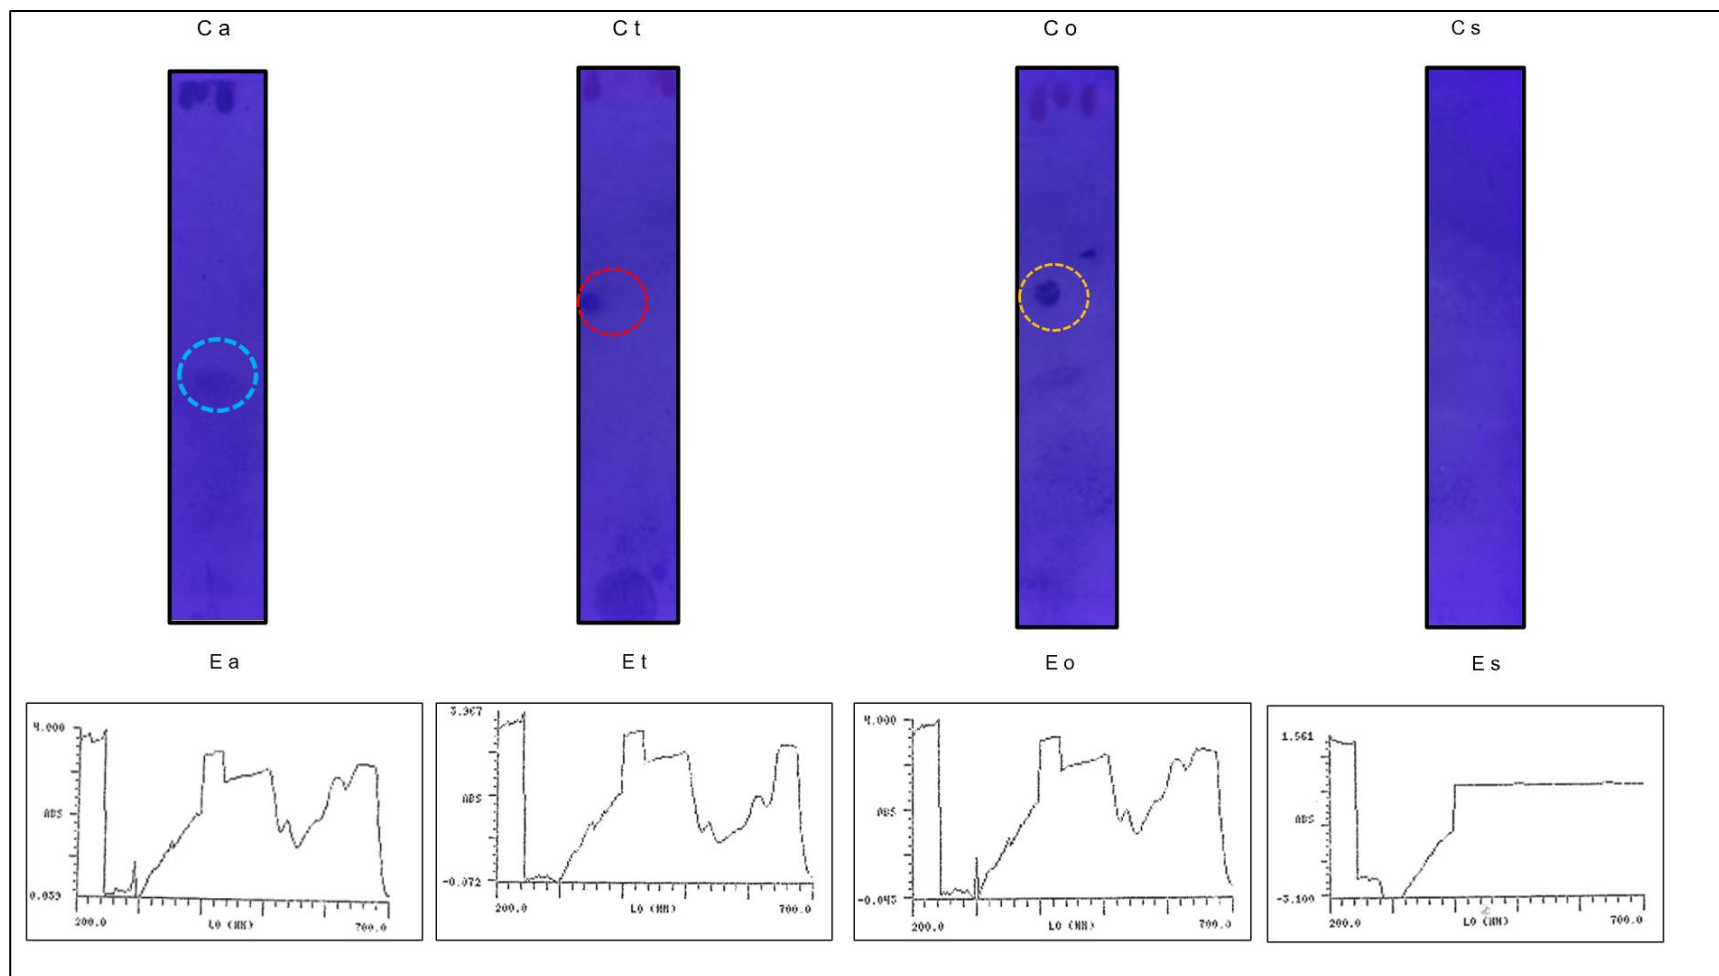 C a C t C o C s
E a E t E o E s
4.000 3.967 4.000 1.561
ABS ABS ABS ABS
0.059 -0.072 -0.045 -3.100
200.0 LO (NM) 700.0 200.0 LO (NM) 700.0 200.0 LO (NM) 700.0 200.0 LO (NM) 700.0